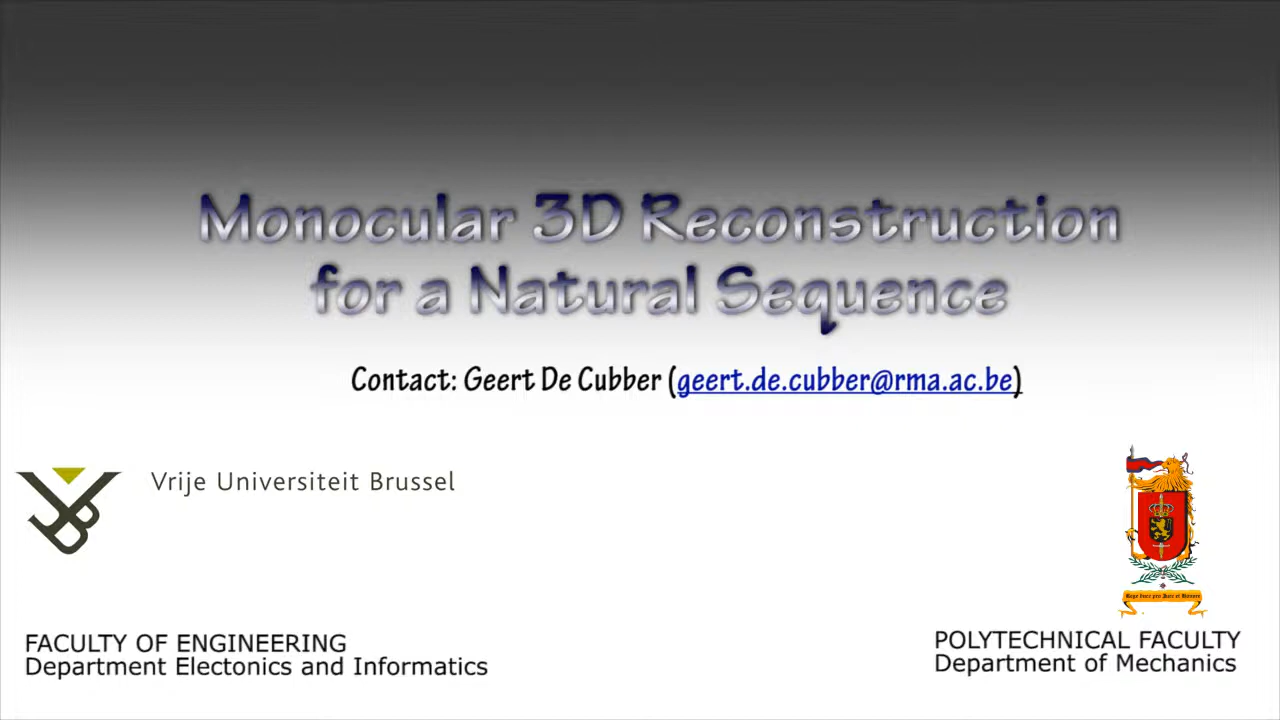 Monocular 3D Reconstruction
for a Natural Sequence
Contact: Geert De Cubber (geert.de.cubber@rma.ac.be)
Vrije Universiteit Brussel
FACULTY OF ENGINEERING
Department Electonics and Informatics
POLYTECHNICAL FACULTY
Department of Mechanics